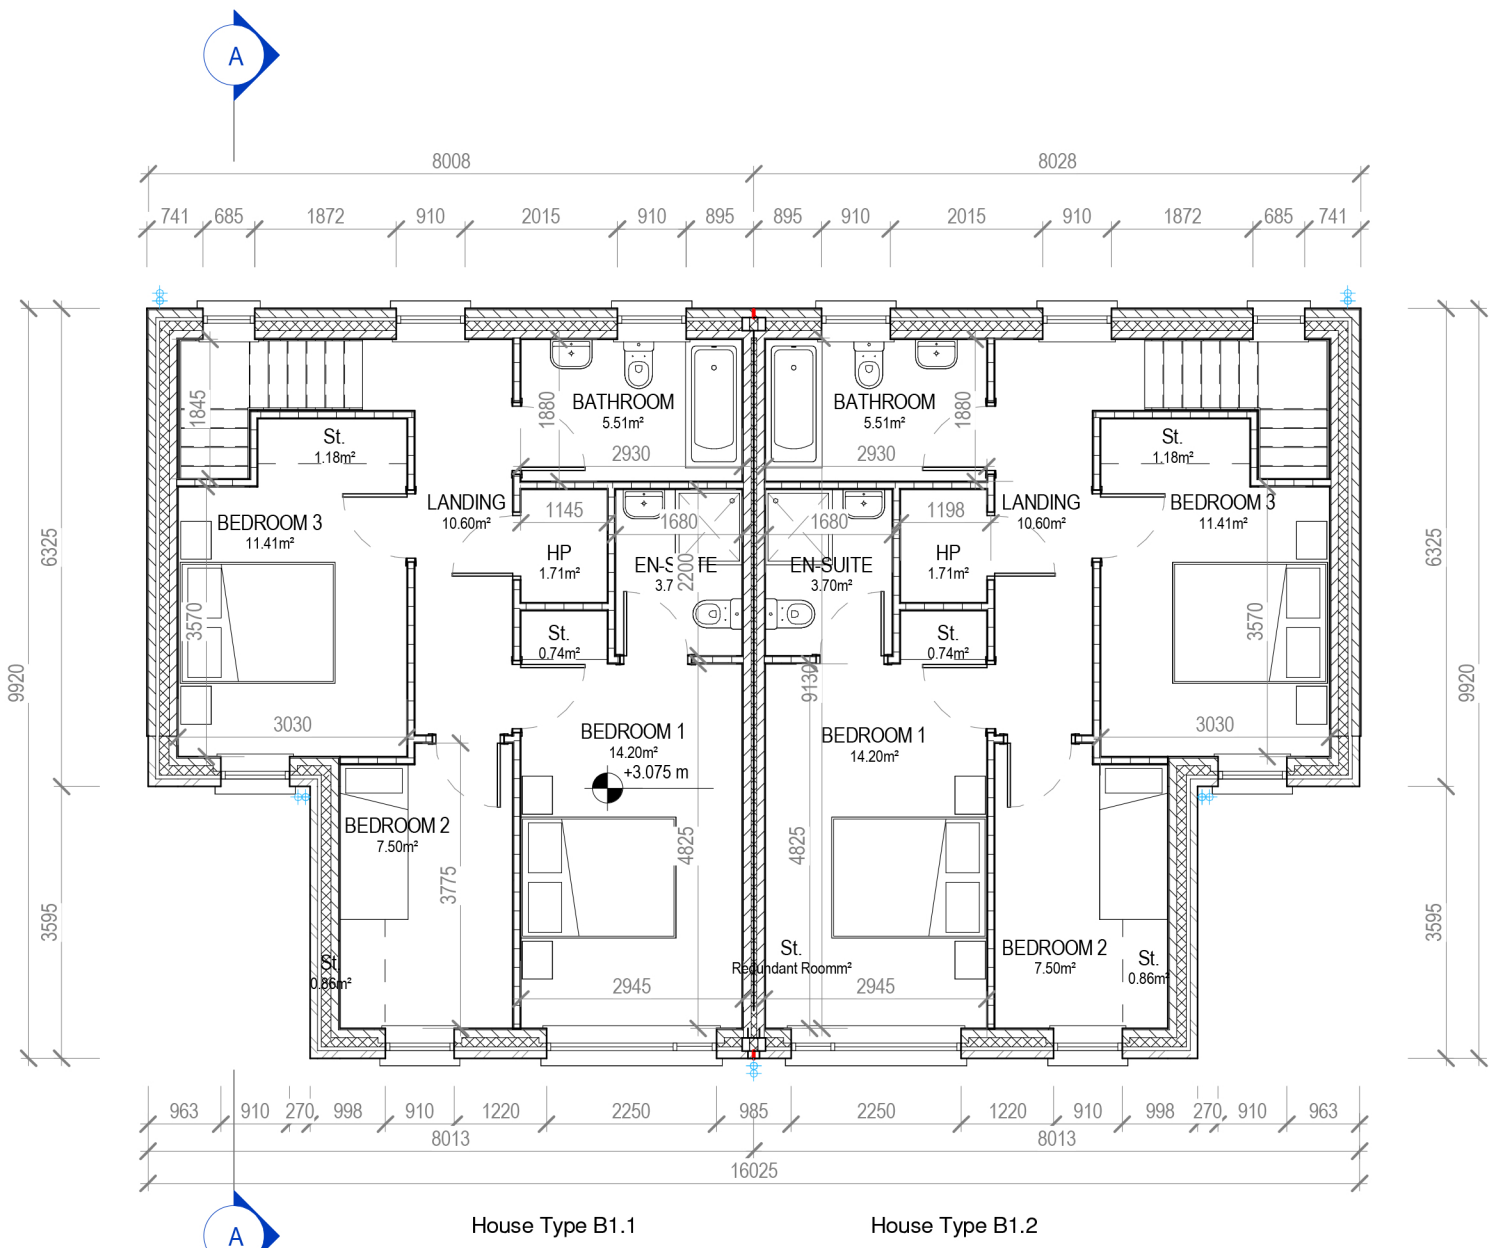 A
8008 8028
741 685 1872 910 2015 910 895 895 910 2015 910 1872 685 741
1845 1880 BATHROOM BATHROOM 1880
5.51m² 5.51m²
St. St.
1.18m² 1.18m²
2930 2930
LANDING LANDING
10.60m² 10.60m²
BEDROOM 3 BEDROOM 3
11.41m² 11.41m²
1145 1680 1680 1198
6325 6325
HP EN-SUITE EN-SUITE HP
1.71m² 3.7 3.70m² 1.71m²
2200
3570 3570
St. St.
0.74m² 0.74m²
9920 9130 9920
3030 3030
BEDROOM 1 BEDROOM 1
14.20m² 14.20m²
+3.075 m
BEDROOM 2
7.50m²
4825 4825
3775
3595 3595
St. St. BEDROOM 2 St.
0.86m² Redundant Roomm² 7.50m² 0.86m²
2945 2945
963 910 270 998 910 1220 2250 985 2250 1220 910 998 270 910 963
8013 8013
16025
House Type B1.1 House Type B1.2
A